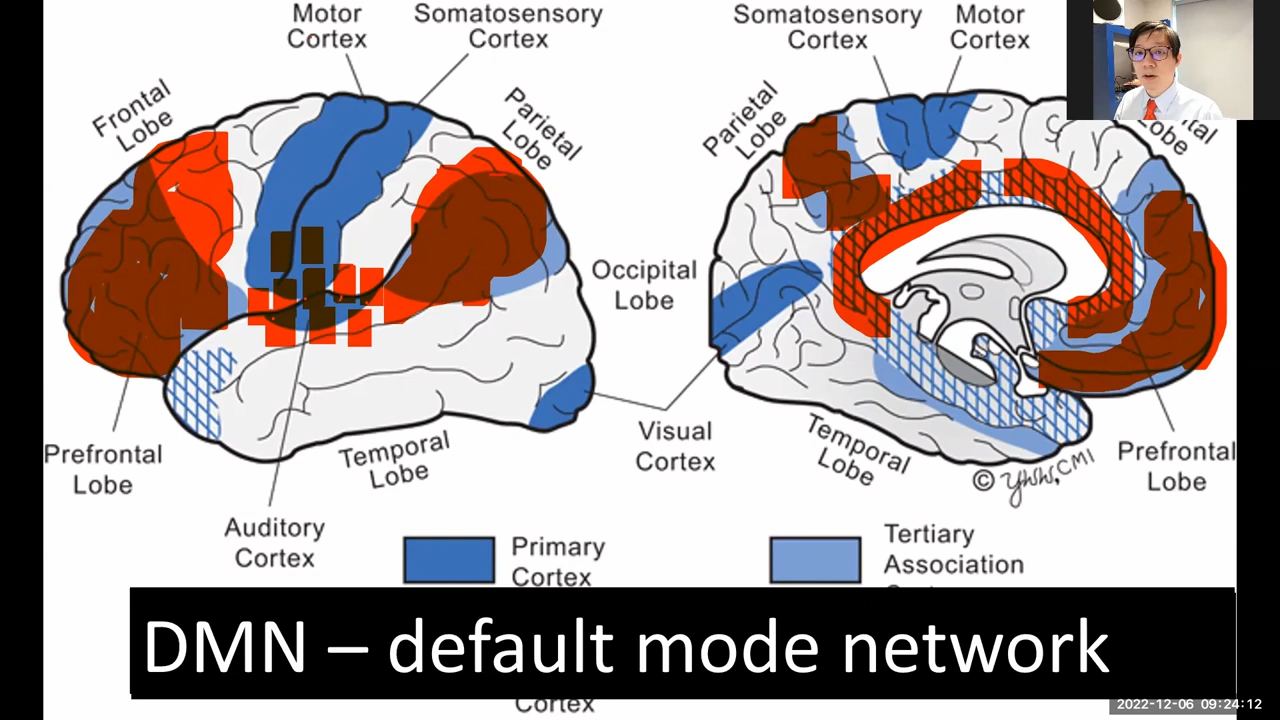 Motor
Cortex
Somatosensory
Cortex
Somatosensory
Cortex
Motor
Cortex
Frontal
Lobe
Parietal
Lobe
Parietal
Lobe
Lobe
Occipital
Lobe
Visual
Cortex
Prefrontal
Lobe
Temporal
Lobe
Temporal
Lobe
Prefrontal
Lobe
©
CMI
Auditory
Cortex
Primary
Cortex
Tertiary
Association
DMN – default mode network
Cortex
2022-12-06 09:24:12